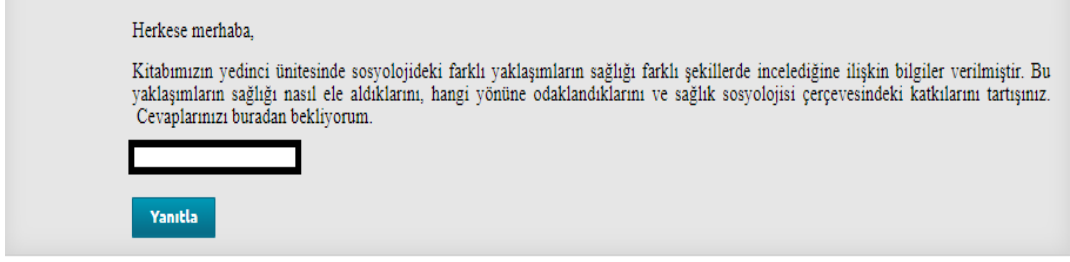 Herkese merhaba,
Kitabımızın yedinci ünitesinde sosyolojideki farklı yaklaşımların sağlığı farklı şekillerde incelediğine ilişkin bilgiler verilmiştir. Bu
yaklaşımların sağlığı nasıl ele aldıklarını, hangi yönüne odaklandıklarını ve sağlık sosyolojisi çerçevesindeki katkılarını tartışınız.
Cevaplarınızı buradan bekliyorum.
Yanıtla